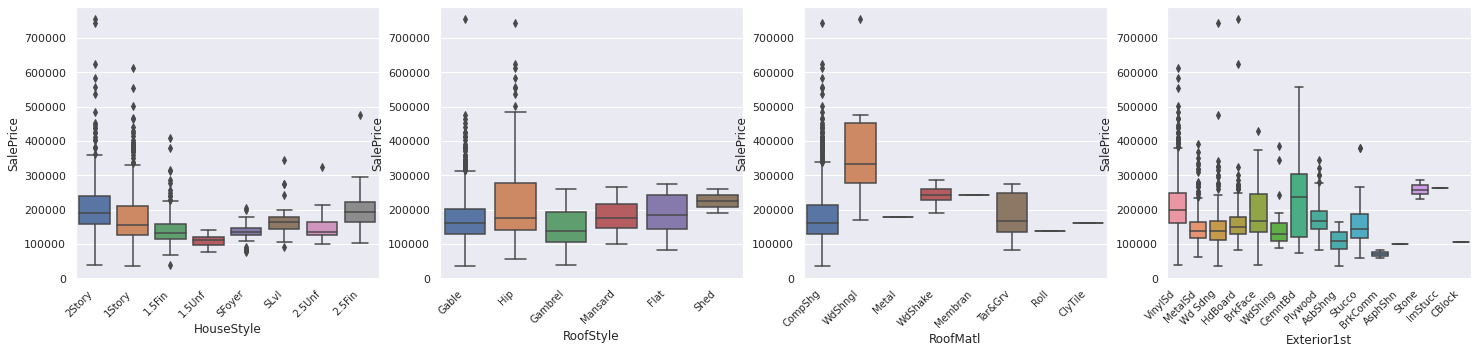 700000
600000
500000
400000
300000
200000
100000
0
SalePrice
2Story
1Story
1.5Fin
1.5Unf
SFoyer
SLvl
2.5Unf
2.5Fin
HouseStyle
700000
600000
500000
400000
300000
200000
100000
0
SalePrice
Gable
Hip
Gambrel
Mansard
Flat
Shed
RoofStyle
700000
600000
500000
400000
300000
200000
100000
0
SalePrice
CompShg
WdShngl
Metal
WdShake
Membran
Tar&Grv
Roll
ClyTile
RoofMatl
700000
600000
500000
400000
300000
200000
100000
0
SalePrice
VinylSd
MetalSd
Wd Sdng
HdBoard
BrkFace
WdShing
CemntBd
Plywood
AsbShng
Stucco
BrkComm
AsphShn
Stone
ImStucc
CBlock
Exterior1st